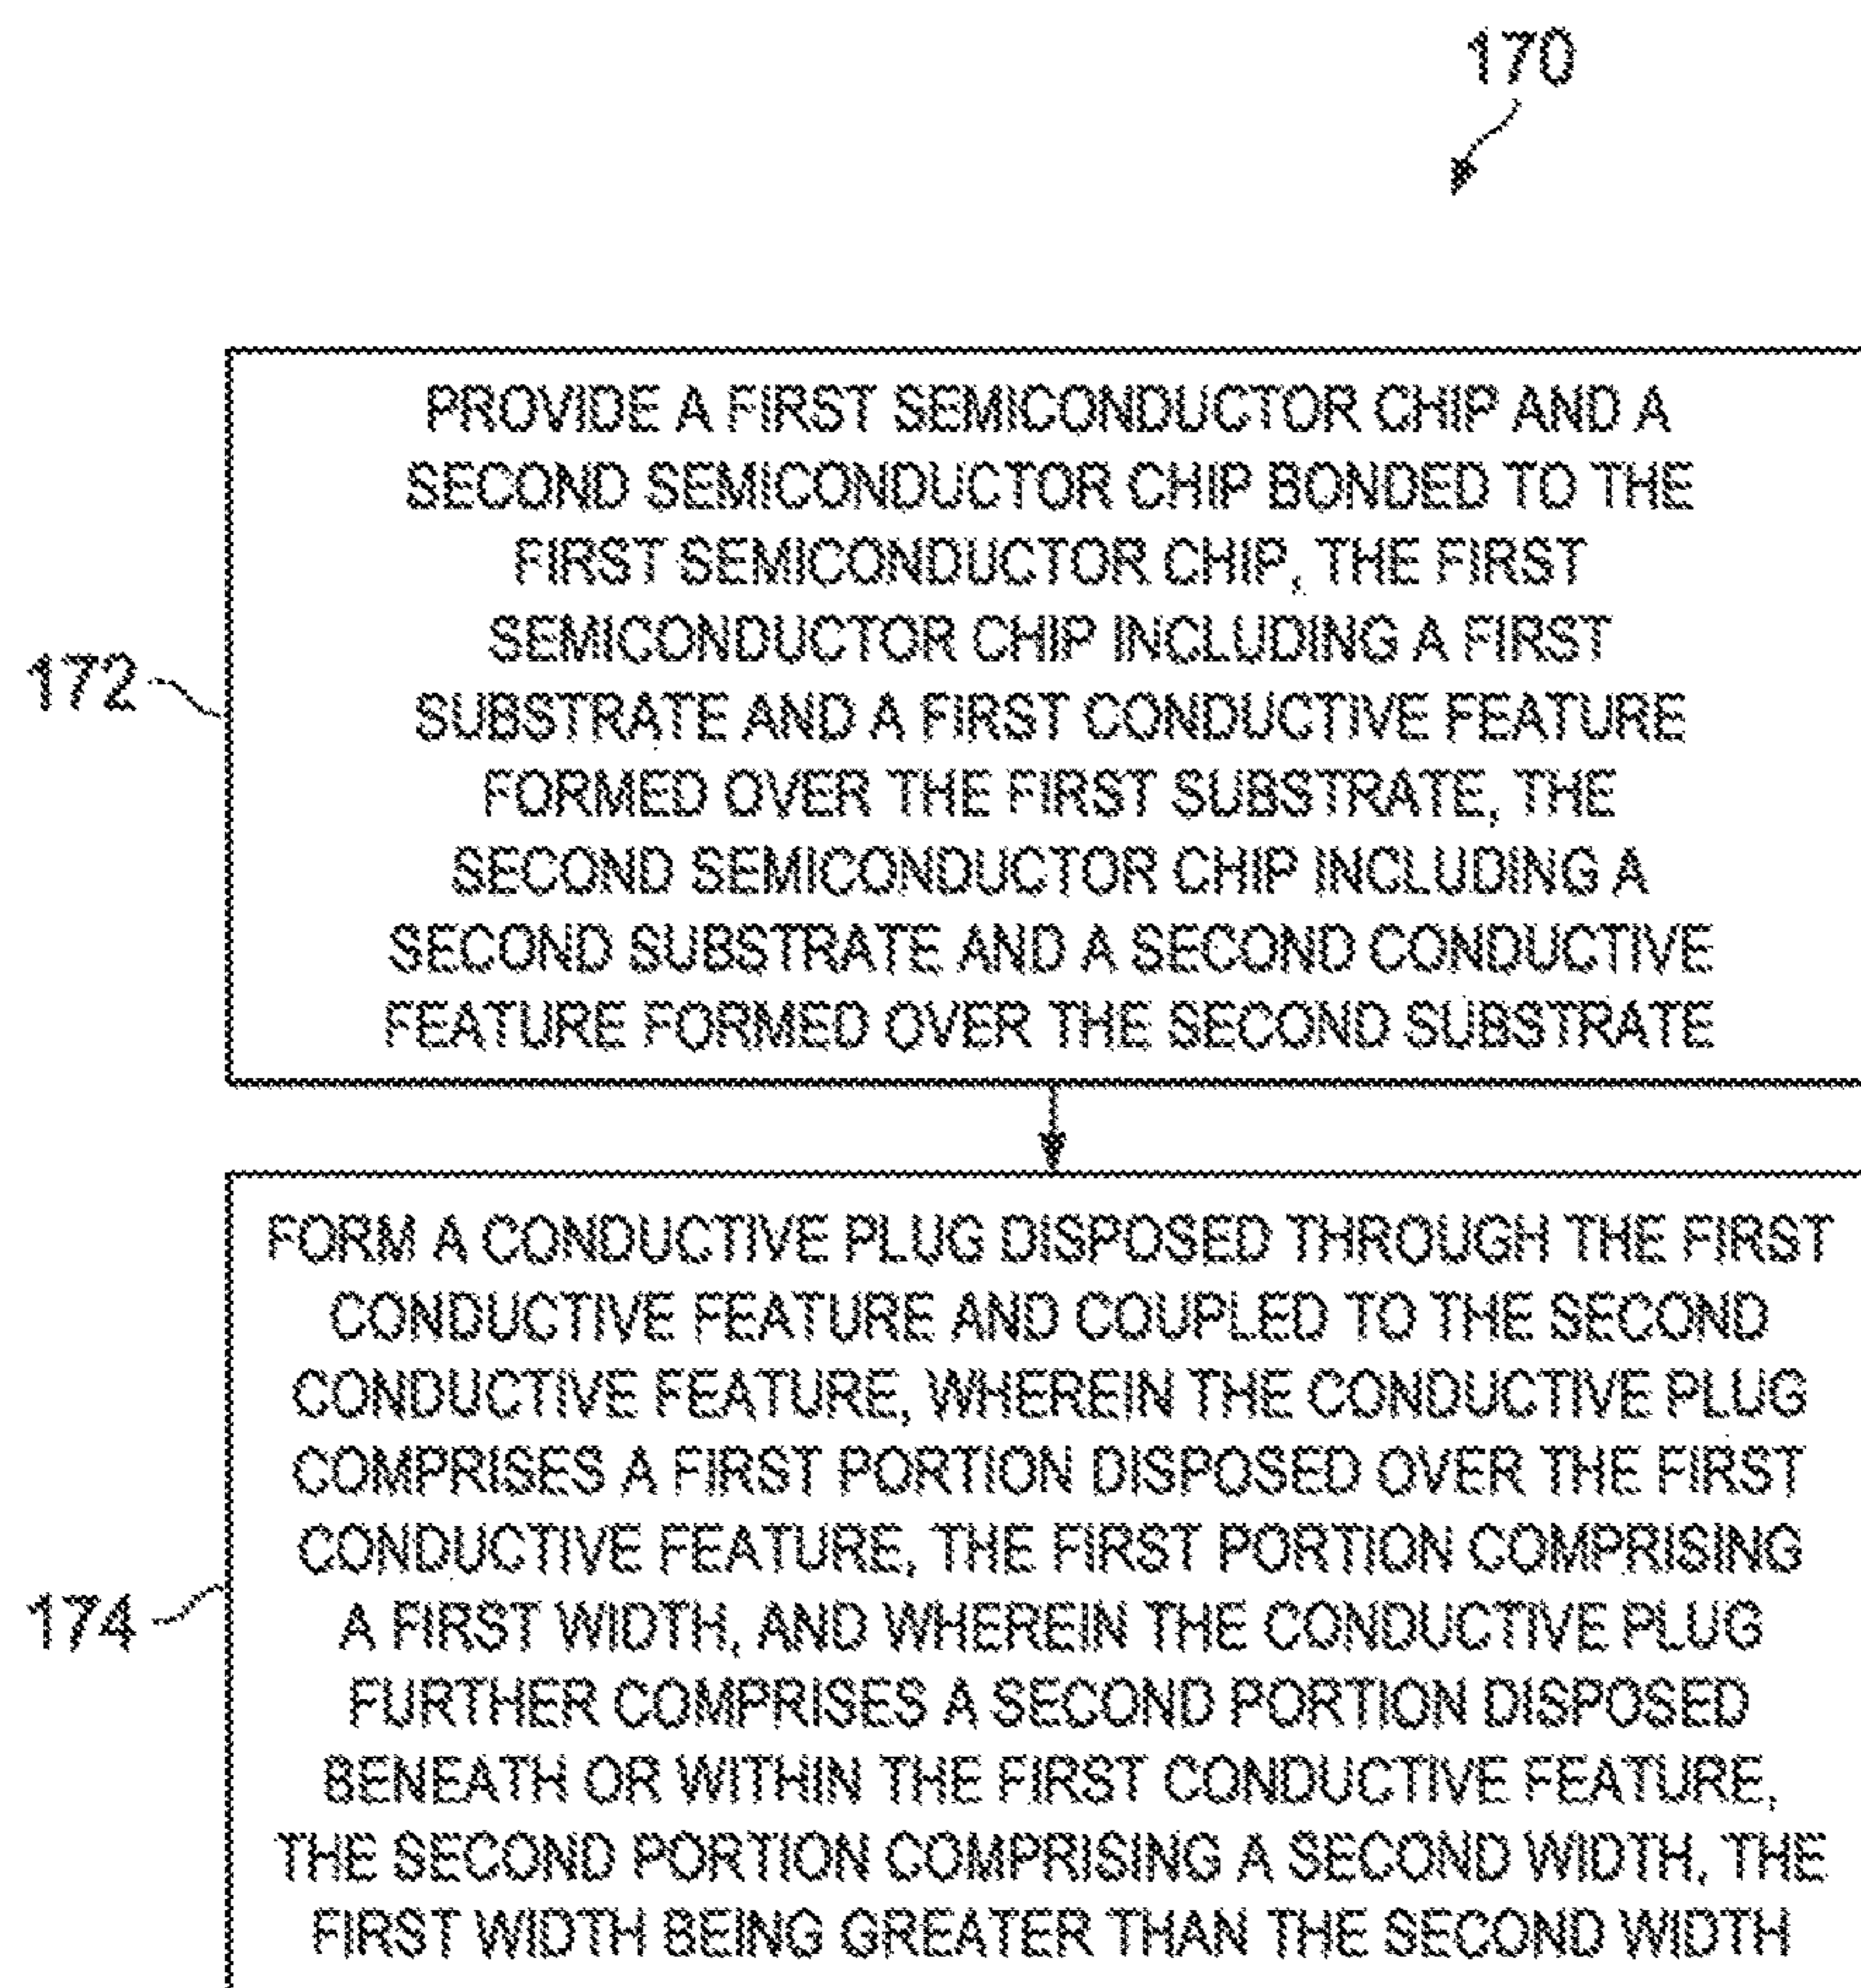 170
172
PROVIDE A FIRST SEMICONDUCTOR CHIP AND A
SECOND SEMICONDUCTOR CHIP BONDED TO THE
FIRST SEMICONDUCTOR CHIP, THE FIRST
SEMICONDUCTOR CHIP INCLUDING A FIRST
SUBSTRATE AND A FIRST CONDUCTIVE FEATURE
FORMED OVER THE FIRST SUBSTRATE, THE
SECOND SEMICONDUCTOR CHIP INCLUDING A
SECOND SUBSTRATE AND A SECOND CONDUCTIVE
FEATURE FORMED OVER THE SECOND SUBSTRATE
174
FORM A CONDUCTIVE PLUG DISPOSED THROUGH THE FIRST
CONDUCTIVE FEATURE AND COUPLED TO THE SECOND
CONDUCTIVE FEATURE, WHEREIN THE CONDUCTIVE PLUG
COMPRISES A FIRST PORTION DISPOSED OVER THE FIRST
CONDUCTIVE FEATURE, THE FIRST PORTION COMPRISING
A FIRST WIDTH, AND WHEREIN THE CONDUCTIVE PLUG
FURTHER COMPRISES A SECOND PORTION DISPOSED
BENEATH OR WITHIN THE FIRST CONDUCTIVE FEATURE,
THE SECOND PORTION COMPRISING A SECOND WIDTH, THE
FIRST WIDTH BEING GREATER THAN THE SECOND WIDTH